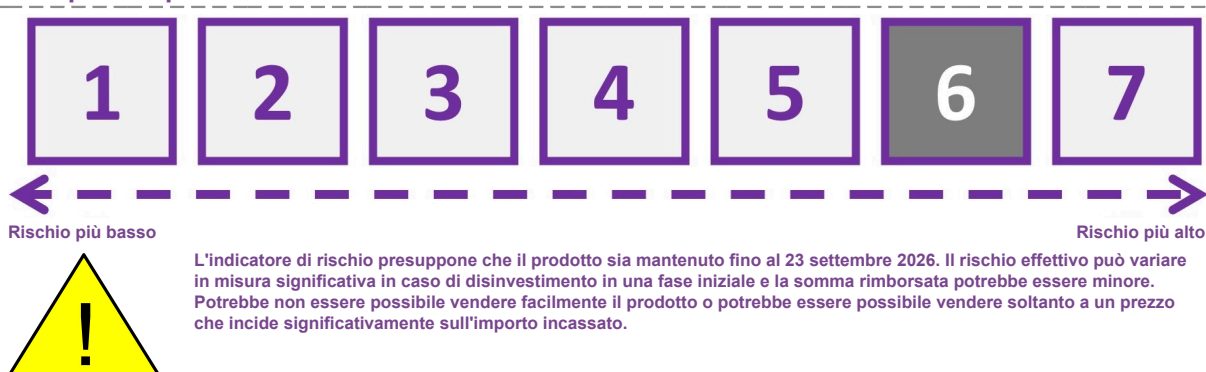 1 2 3 4 5 6 7
Rischio più basso Rischio più alto
L'indicatore di rischio presuppone che il prodotto sia mantenuto fino al 23 settembre 2026. Il rischio effettivo può variare
in misura significativa in caso di disinvestimento in una fase iniziale e la somma rimborsata potrebbe essere minore.
Potrebbe non essere possibile vendere facilmente il prodotto o potrebbe essere possibile vendere soltanto a un prezzo
che incide significativamente sull'importo incassato.
!